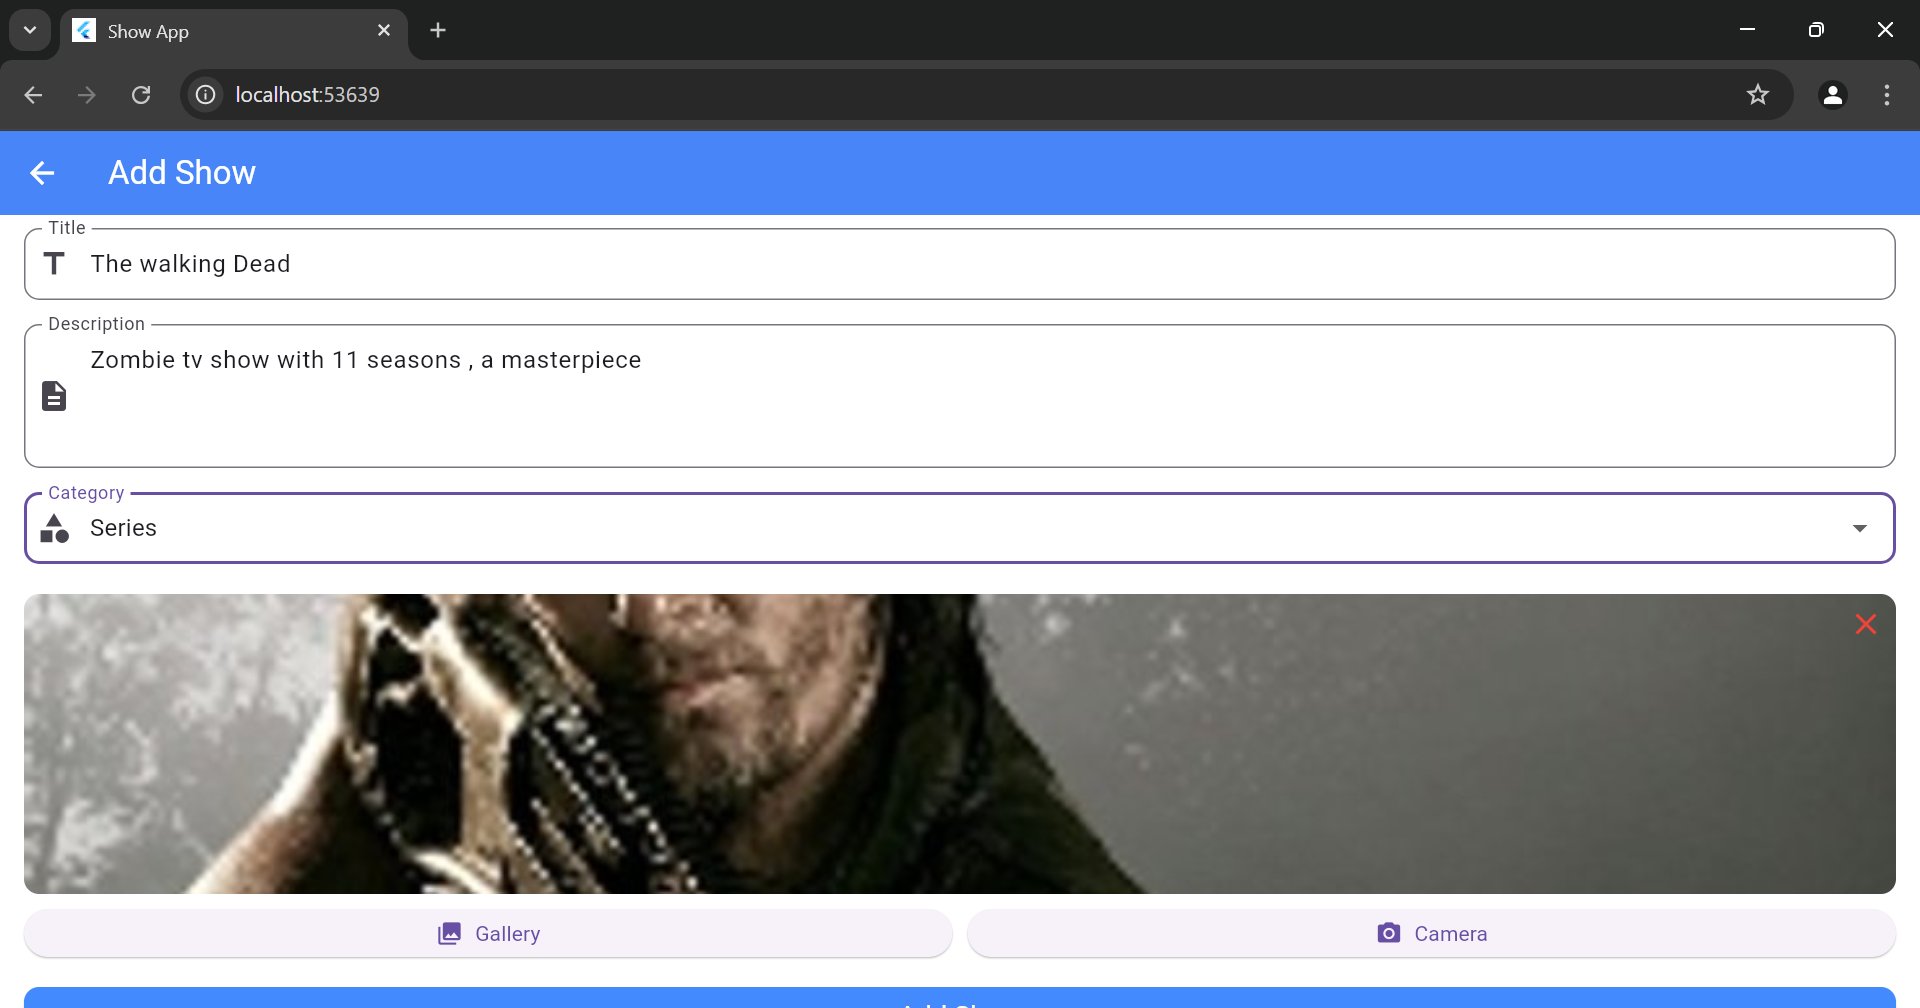 Show App
localhost:53639
Add Show
Title
The walking Dead
Description
Zombie tv show with 11 seasons , a masterpiece
Category
Series
Gallery
Camera